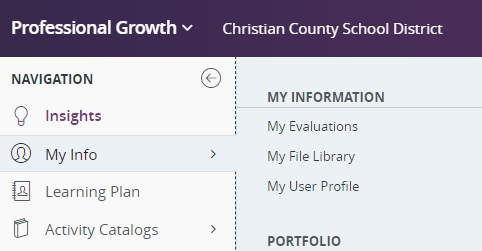 Professional Growth
Christian County School District
NAVIGATION
Insights
My Info
Learning Plan
Activity Catalogs
MY INFORMATION
My Evaluations
My File Library
My User Profile
PORTFOLIO